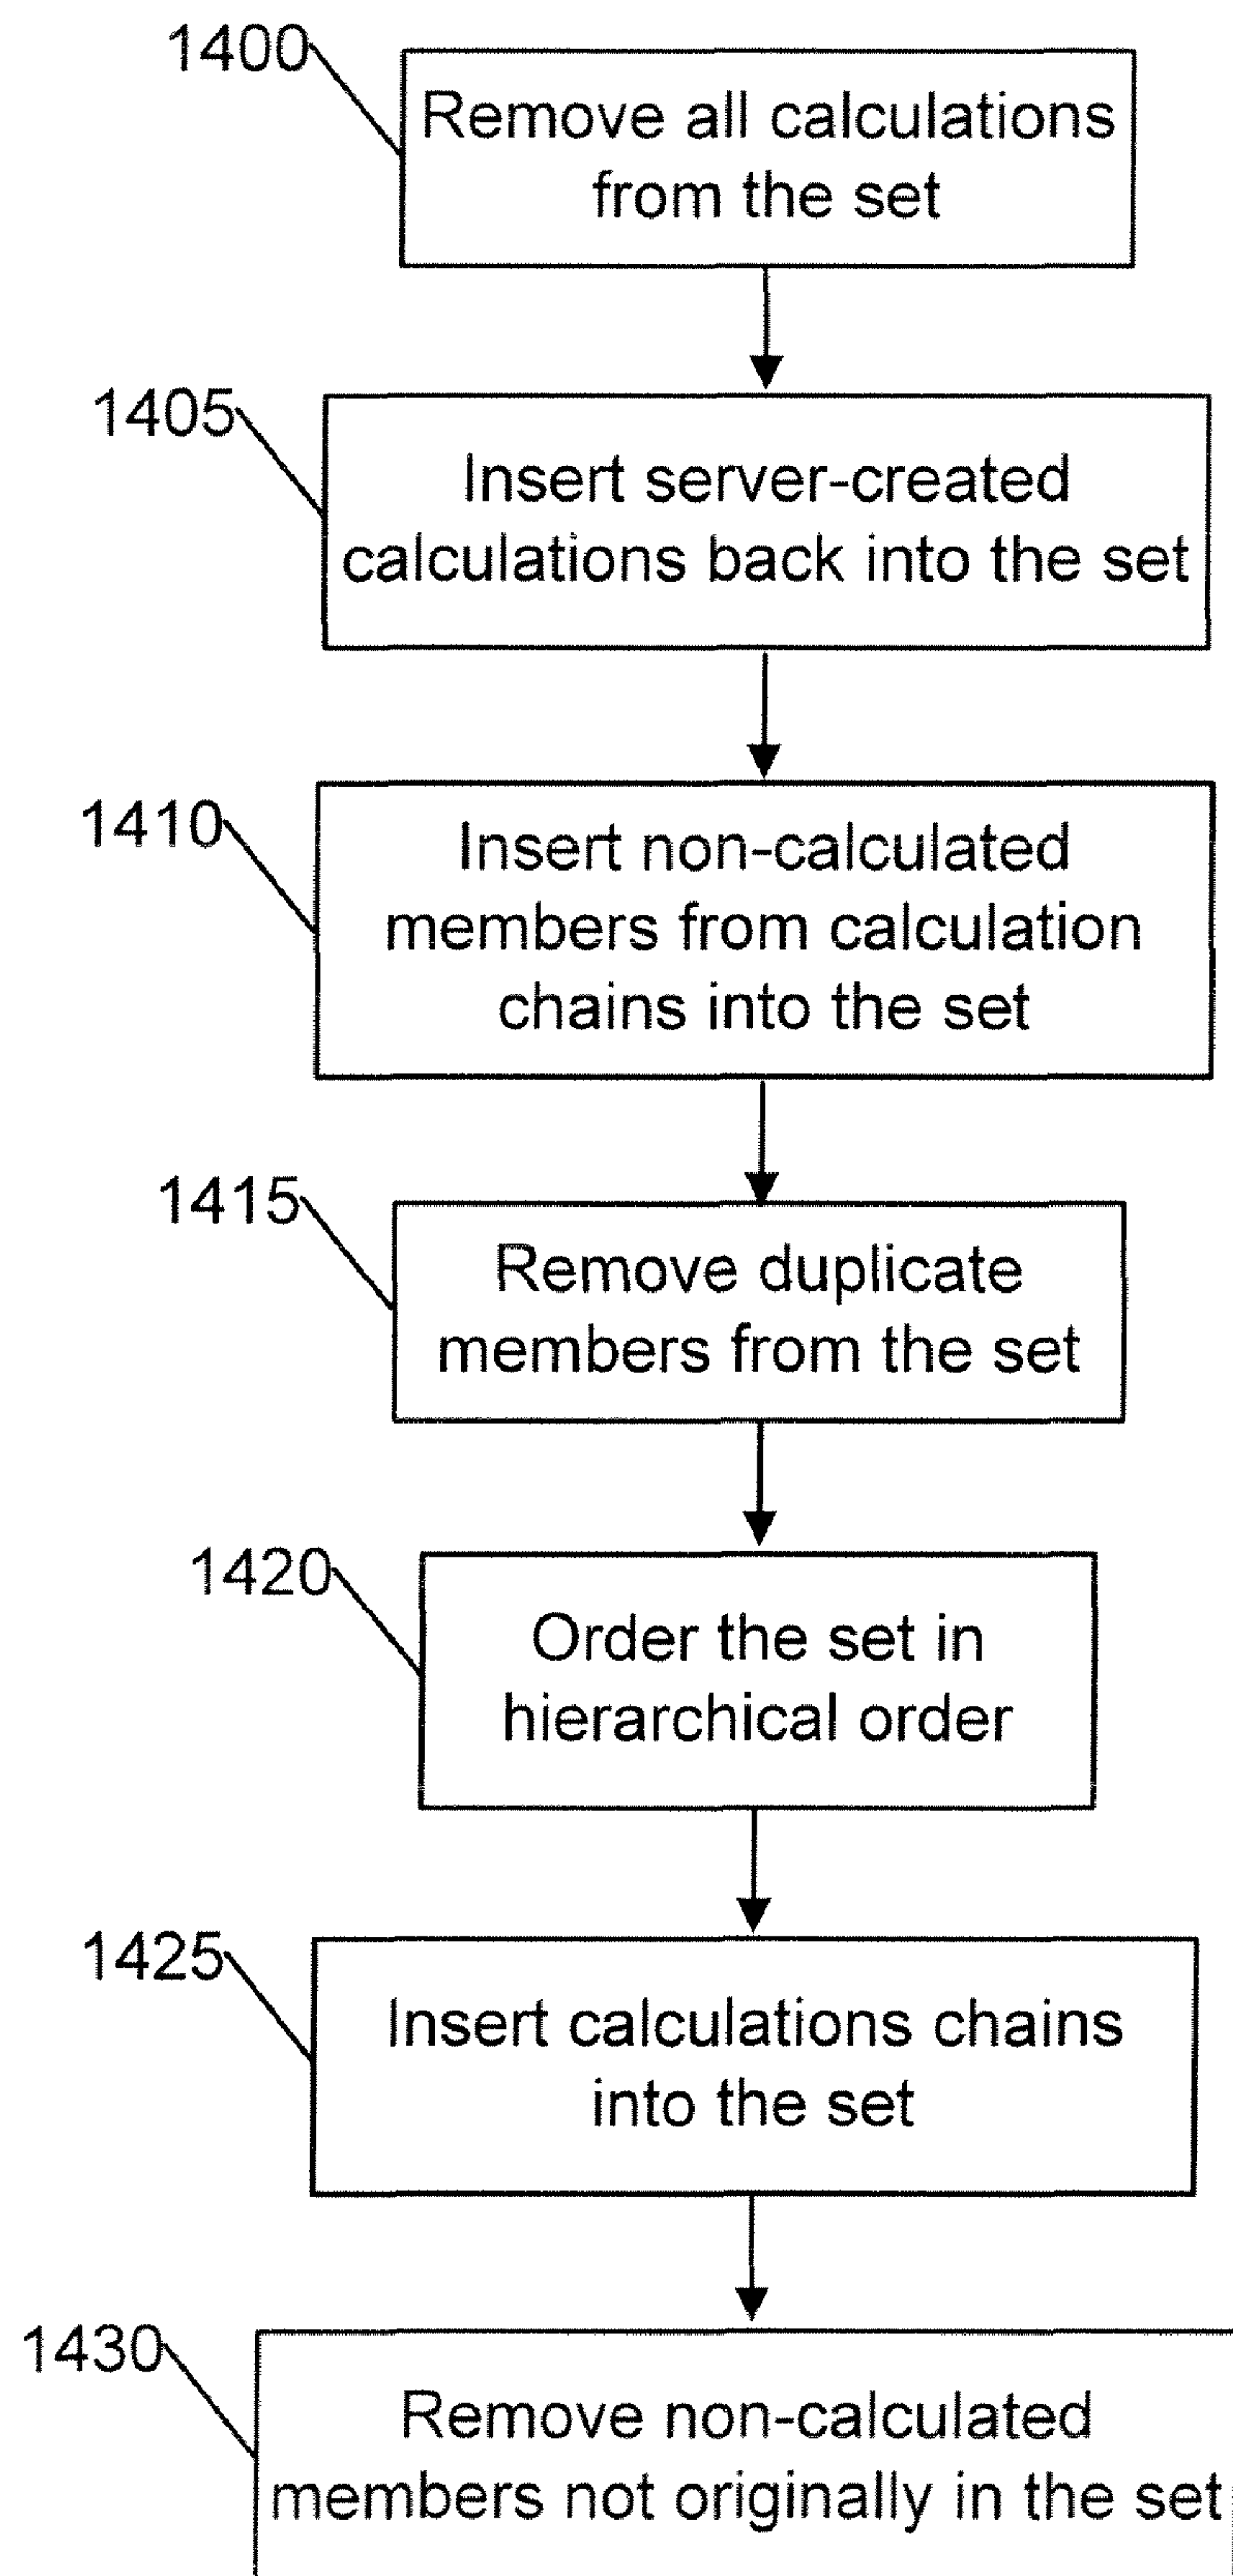 1400
Remove all calculations
from the set
1405
Insert server-created
calculations back into the set
1410
Insert non-calculated
members from calculation
chains into the set
1415
Remove duplicate
members from the set
1420
Order the set in
hierarchical order
1425
Insert calculations chains
into the set
1430
Remove non-calculated
members not originally in the set